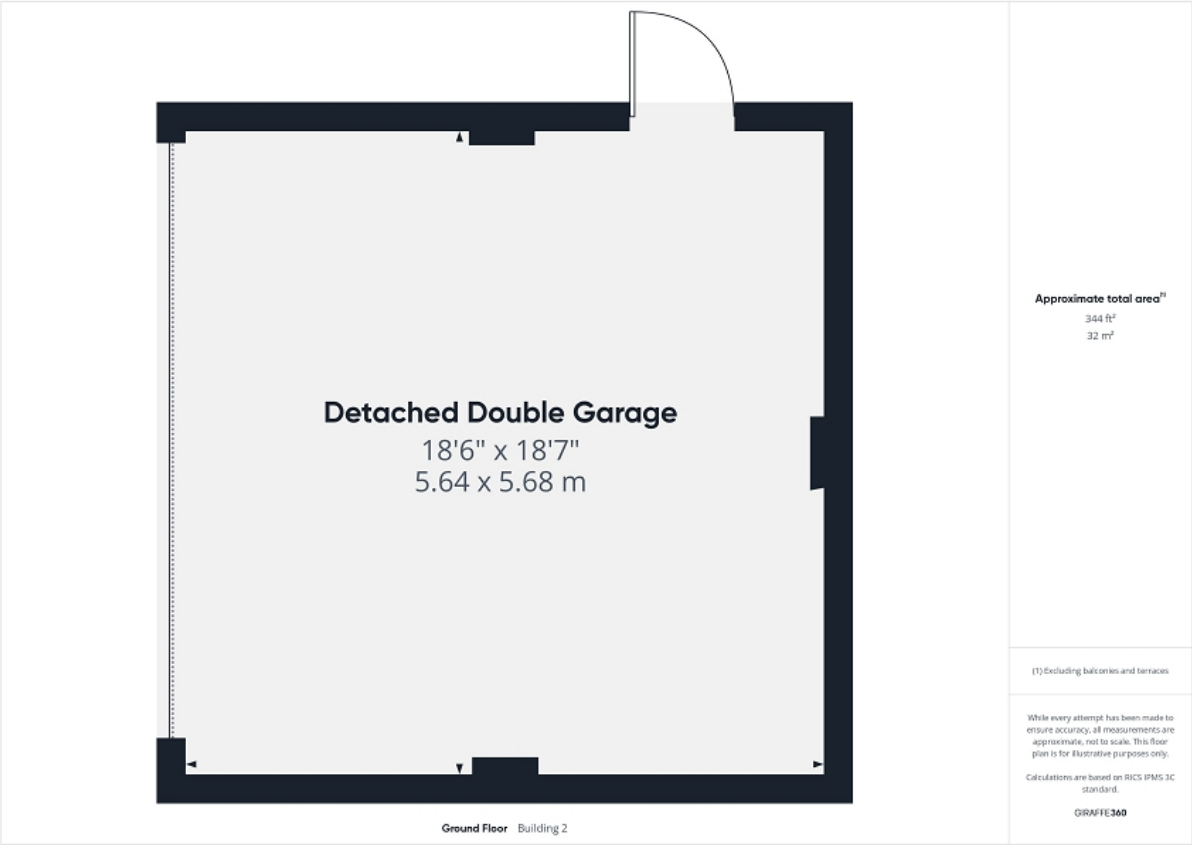 Detached Double Garage
18'6" x 18'7"
5.64 x 5.68 m
Ground Floor Building 2
Approximate total area⁽¹⁾
344 ft²
32 m²
(1) Excluding balconies and terraces
While every attempt has been made to
ensure accuracy, all measurements are
approximate, not to scale. This floor
plan is for illustrative purposes only.
Calculations are based on RICS IPMS 3C
standard.
GIRAFFE360